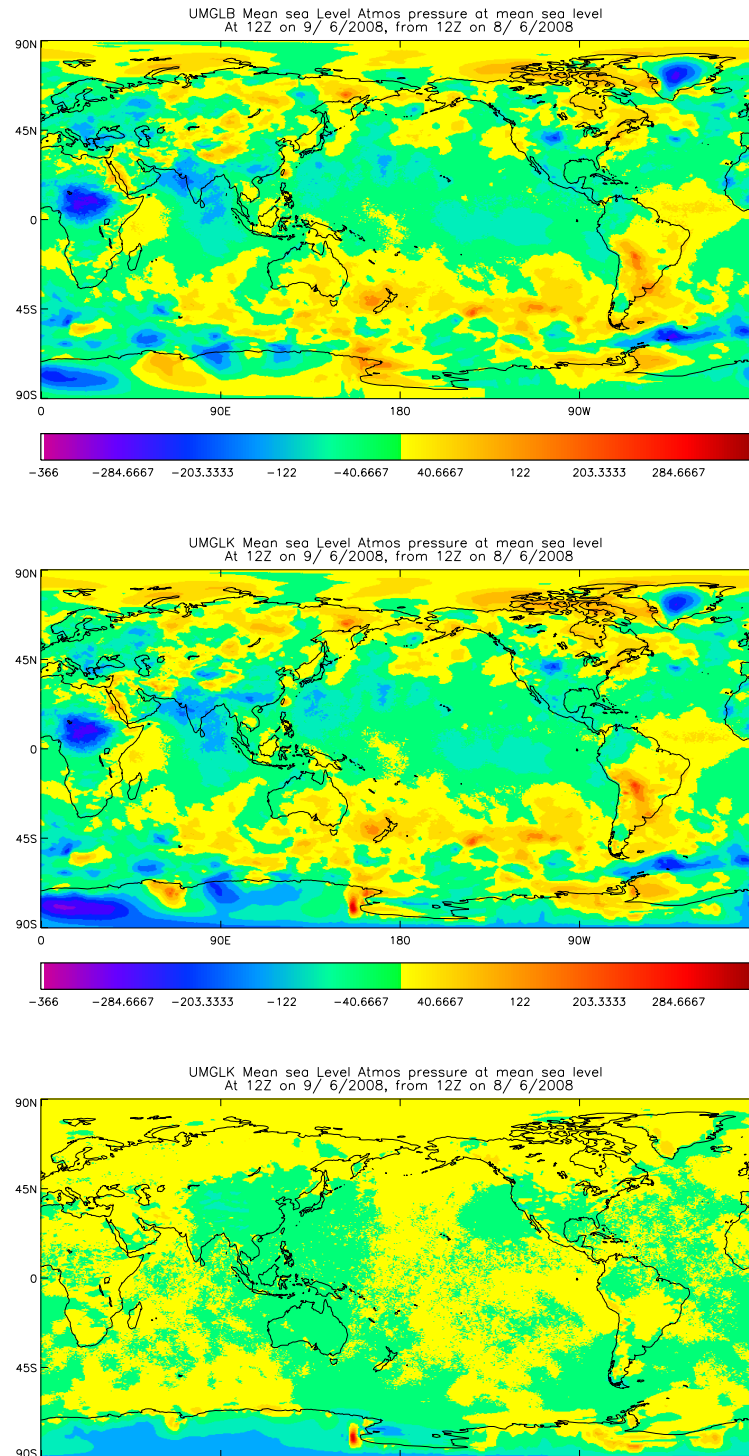 UMGLB Mean sea Level Atmos pressure at mean sea level
At 12Z on 9/ 6/2008, from 12Z on 8/ 6/2008
90N
45N
0
45S
90S
0 90E 180 90W
−366 −284.6667 −203.3333 −122 −40.6667 40.6667 122 203.3333 284.6667
UMGLK Mean sea Level Atmos pressure at mean sea level
At 12Z on 9/ 6/2008, from 12Z on 8/ 6/2008
90N
45N
0
45S
90S
0 90E 180 90W
−366 −284.6667 −203.3333 −122 −40.6667 40.6667 122 203.3333 284.6667
UMGLK Mean sea Level Atmos pressure at mean sea level
At 12Z on 9/ 6/2008, from 12Z on 8/ 6/2008
90N
45N
0
45S
90S